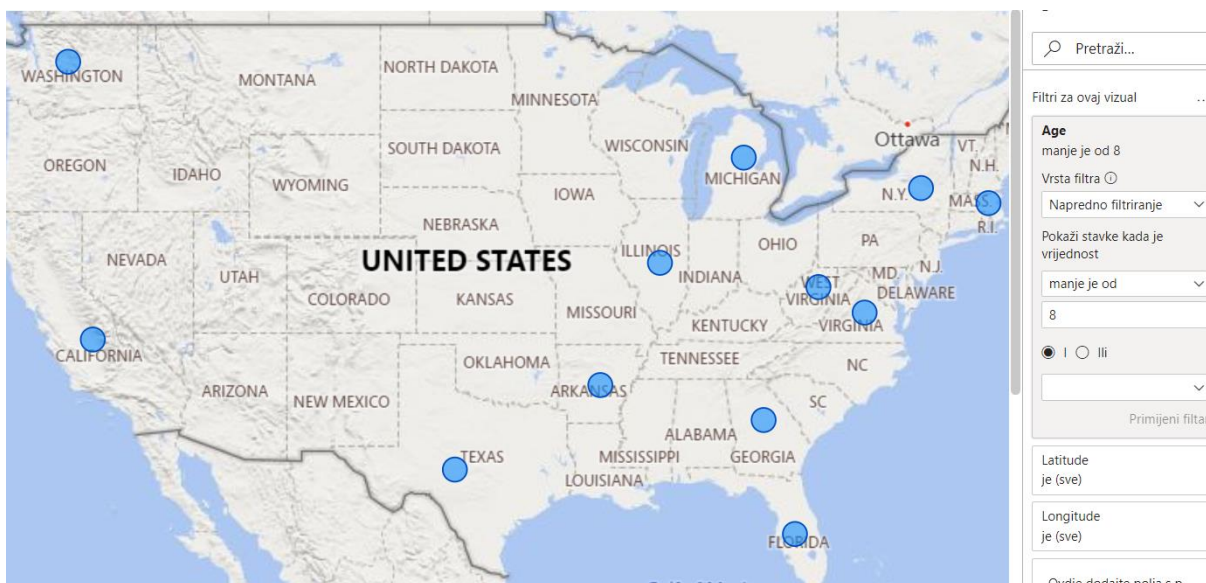 WASHINGTON
MONTANA
NORTH DAKOTA
MINNESOTA
SOUTH DAKOTA
WISCONSIN
Ottawa
VT.
N.H.
OREGON
IDAHO
WYOMING
MICHIGAN
N.Y.
MASS.
R.I.
IOWA
NEBRASKA
NEVADA
UTAH
UNITED STATES
ILLINOIS
INDIANA
OHIO
PA
MD
N.J.
DELAWARE
COLORADO
KANSAS
MISSOURI
WEST
VIRGINIA
KENTUCKY
VIRGINIA
CALIFORNIA
OKLAHOMA
TENNESSEE
NC
ARIZONA
NEW MEXICO
ARKANSAS
SC
ALABAMA
TEXAS
MISSISSIPPI
GEORGIA
LOUISIANA
FLORIDA
Pretraži...
Filtri za ovaj vizual
Age
manje je od 8
Vrsta filtra
Napredno filtriranje
Pokaži stavke kada je
vrijednost
manje je od
8
I Ili
Primijeni filtar
Latitude
je (sve)
Longitude
je (sve)